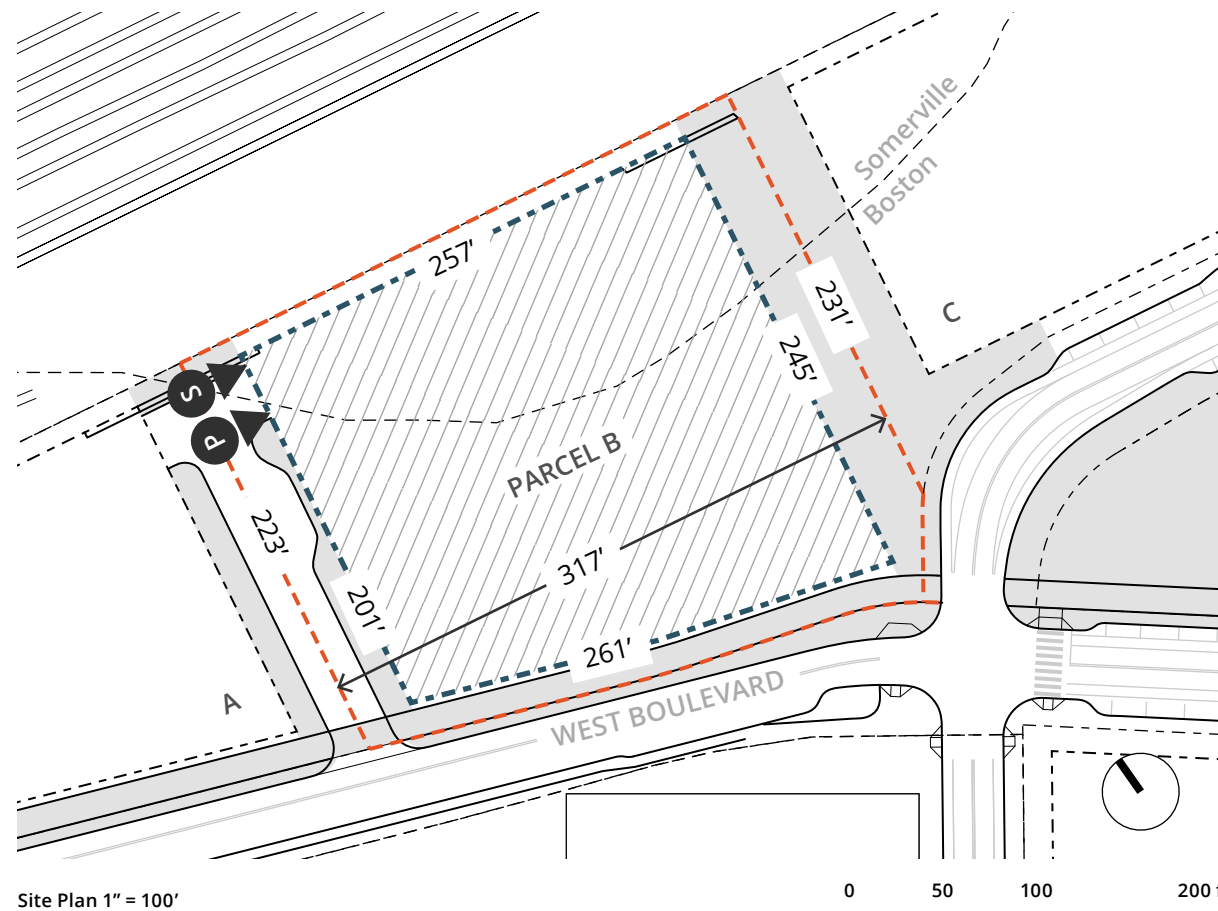 Somerville
Boston
257’
231’
C
245’
S
P
PARCEL B
223’
317’
201’
261’
A
WEST BOULEVARD
Site Plan 1” = 100’
0 50 100 200